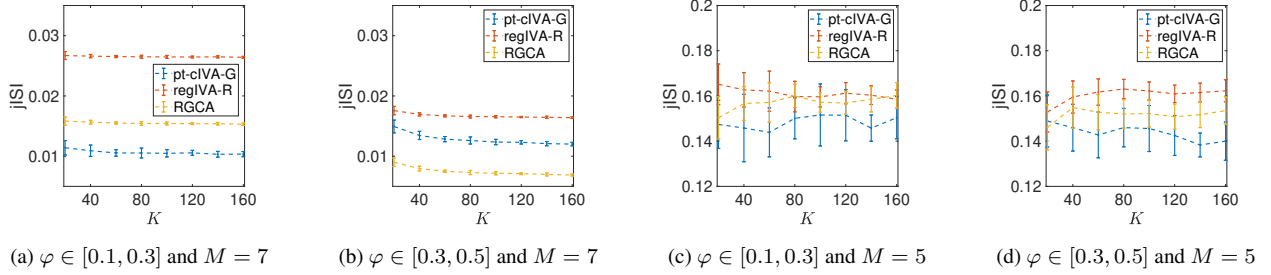 0.03
0.02
0.01
jISI
40 80 120 160
K
pt-cIVA-G
regIVA-R
RGCA
(a) φ ∈ [0.1, 0.3] and M = 7
0.03
0.02
0.01
jISI
40 80 120 160
K
pt-cIVA-G
regIVA-R
RGCA
(b) φ ∈ [0.3, 0.5] and M = 7
0.2
0.18
0.16
0.14
0.12
jISI
40 80 120 160
K
pt-cIVA-G
regIVA-R
RGCA
(c) φ ∈ [0.1, 0.3] and M = 5
0.2
0.18
0.16
0.14
0.12
jISI
40 80 120 160
K
pt-cIVA-G
regIVA-R
RGCA
(d) φ ∈ [0.3, 0.5] and M = 5